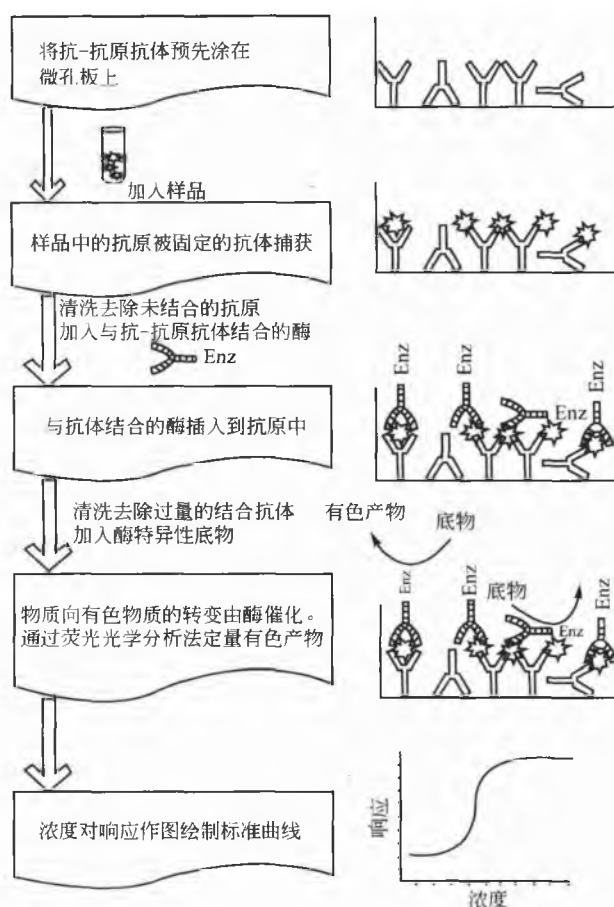 将抗-抗原抗体预先涂在
微孔板上
加入样品
样品中的抗原被固定的抗体捕获
清洗去除未结合的抗原
加入与抗-抗原抗体结合的酶
Enz
与抗体结合的酶插入到抗原中
Enz
Enz
Enz
Enz
清洗去除过量的结合抗体
加入酶特异性底物
有色产物
底物
物质向有色物质的转变由酶催化。
通过荧光光学分析法定量有色产物
Enz
Enz
底物
Enz
Enz
浓度对响应作图绘制标准曲线
响应
浓度